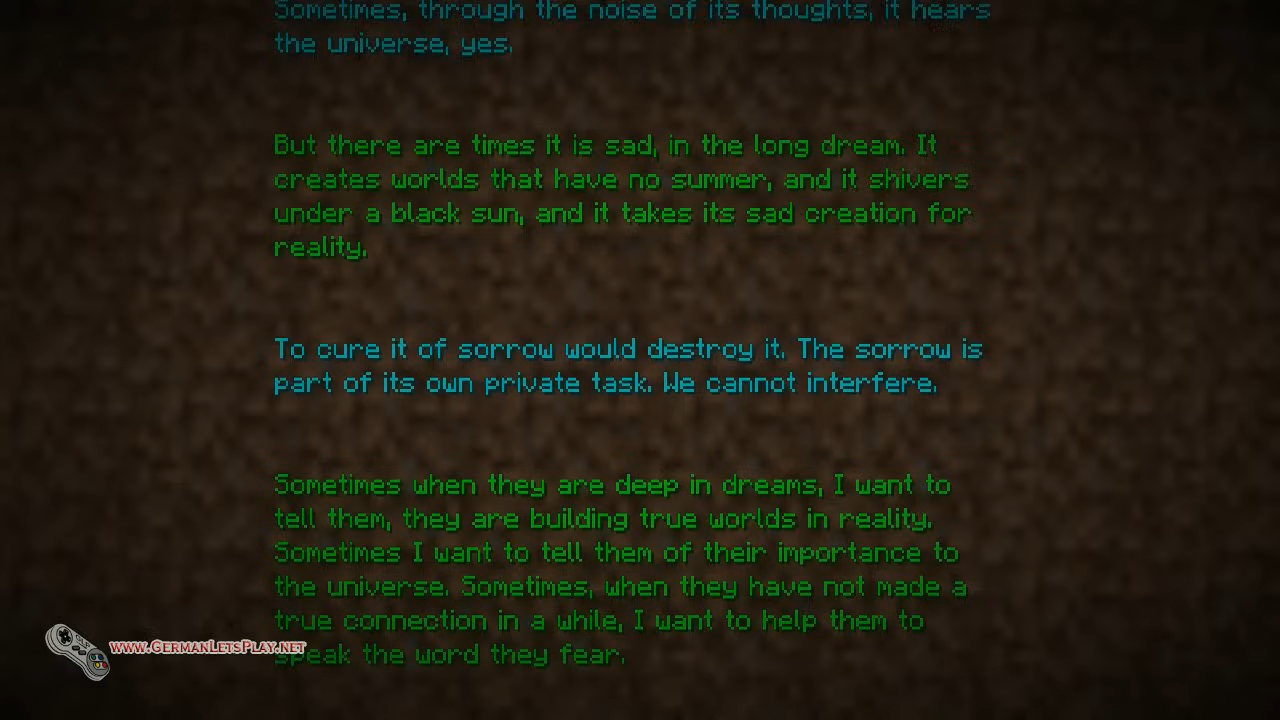 Sometimes, through the noise of its thoughts, it hears
the universe, yes.
But there are times it is sad, in the long dream. It
creates worlds that have no summer, and it shivers
under a black sun, and it takes its sad creation for
reality.
To cure it of sorrow would destroy it. The sorrow is
part of its own private task. We cannot interfere.
Sometimes when they are deep in dreams, I want to
tell them, they are building true worlds in reality.
Sometimes I want to tell them of their importance to
the universe. Sometimes, when they have not made a
true connection in a while, I want to help them to
speak the word they fear.
www.GermanLetsPlay.net